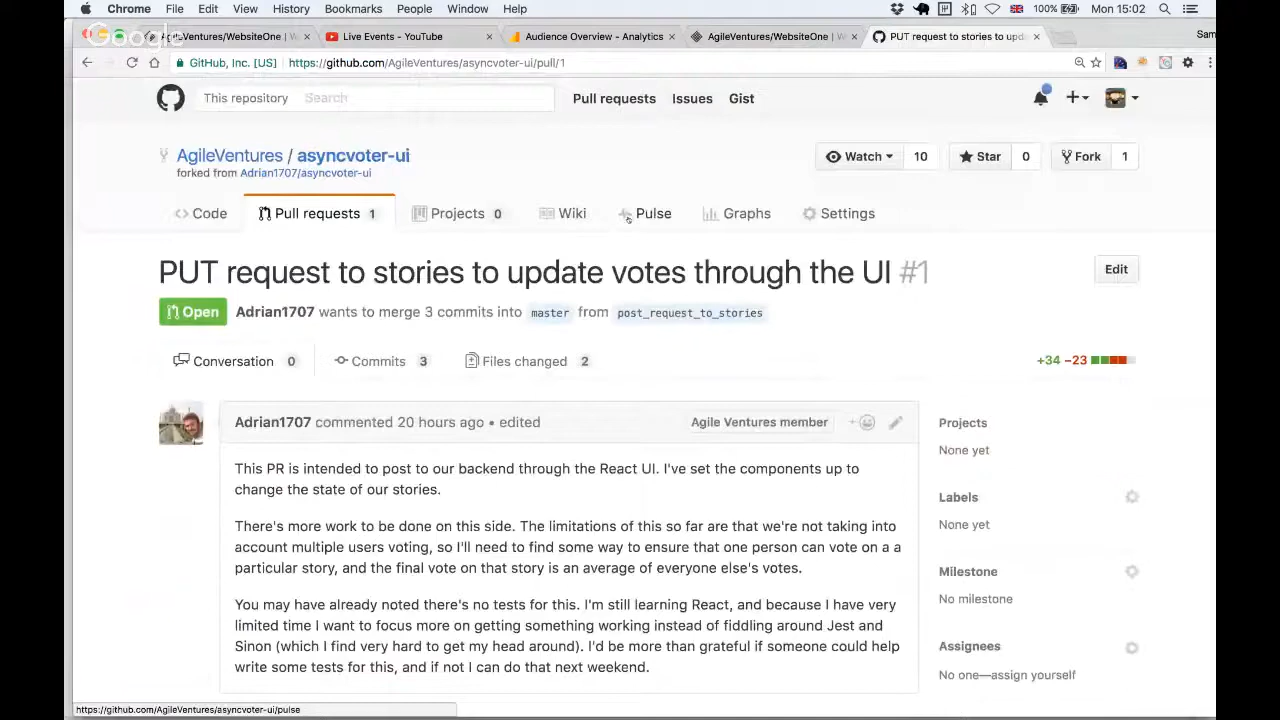 Chrome File Edit View History Bookmarks People Window Help 100% Mon 15:02
Google AgileVentures/WebsiteOne | Live Events - YouTube Audience Overview - Analytics AgileVentures/WebsiteOne | PUT request to stories to upd Sam
GitHub, Inc. [US] https://github.com/AgileVentures/asyncvoter-ui/pull/1
This repository Search Pull requests Issues Gist
AgileVentures / asyncvoter-ui Watch 10 Star 0 Fork 1
forked from Adrian1707/asyncvoter-ui
Code Pull requests 1 Projects 0 Wiki Pulse Graphs Settings
PUT request to stories to update votes through the UI #1 Edit
Open Adrian1707 wants to merge 3 commits into master from post_request_to_stories
Conversation 0 Commits 3 Files changed 2 +34 −23
Adrian1707 commented 20 hours ago • edited Agile Ventures member
This PR is intended to post to our backend through the React UI. I've set the components up to
change the state of our stories.
There's more work to be done on this side. The limitations of this so far are that we're not taking into
account multiple users voting, so I'll need to find some way to ensure that one person can vote on a a
particular story, and the final vote on that story is an average of everyone else's votes.
You may have already noted there's no tests for this. I'm still learning React, and because I have very
limited time I want to focus more on getting something working instead of fiddling around Jest and
Sinon (which I find very hard to get my head around). I'd be more than grateful if someone could help
write some tests for this, and if not I can do that next weekend.
Projects
None yet
Labels
None yet
Milestone
No milestone
Assignees
No one—assign yourself
https://github.com/AgileVentures/asyncvoter-ui/pulse